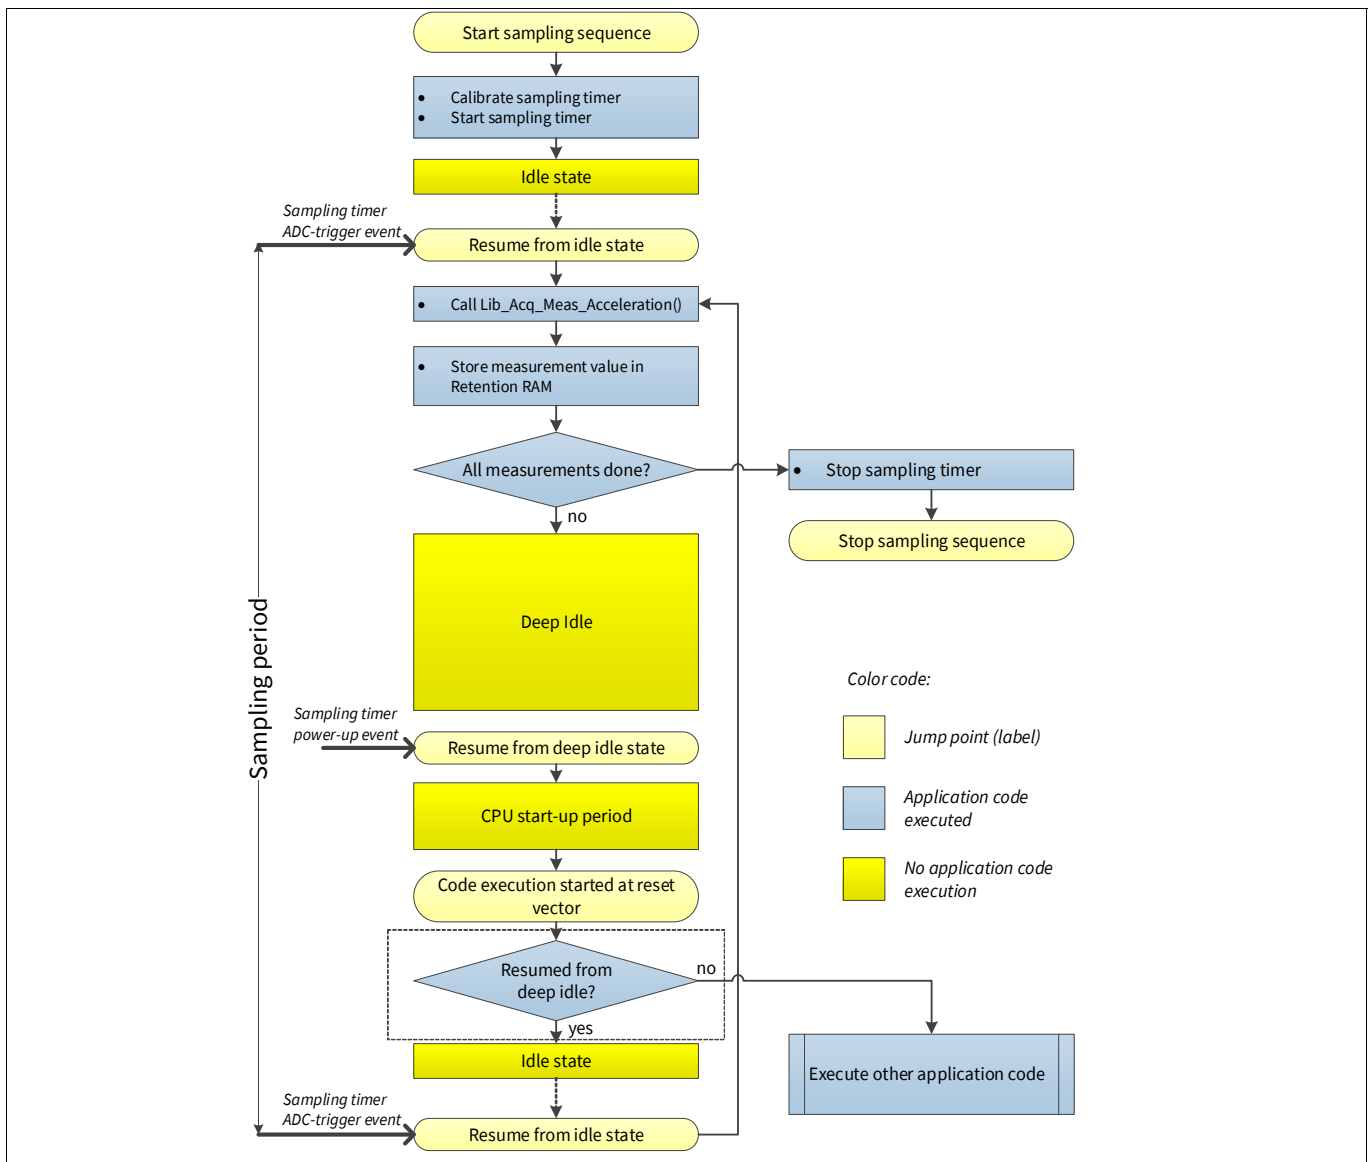 Start sampling sequence
• Calibrate sampling timer
• Start sampling timer
Idle state
Sampling timer
ADC-trigger event
Resume from idle state
• Call Lib_Acq_Meas_Acceleration()
• Store measurement value in
Retention RAM
All measurements done?
• Stop sampling timer
no
Stop sampling sequence
Deep Idle
Sampling period
Color code:
Sampling timer
power-up event
Resume from deep idle state
Jump point (label)
CPU start-up period
Application code
executed
No application code
execution
Code execution started at reset
vector
Resumed from
deep idle?
no
yes
Idle state
Execute other application code
Sampling timer
ADC-trigger event
Resume from idle state